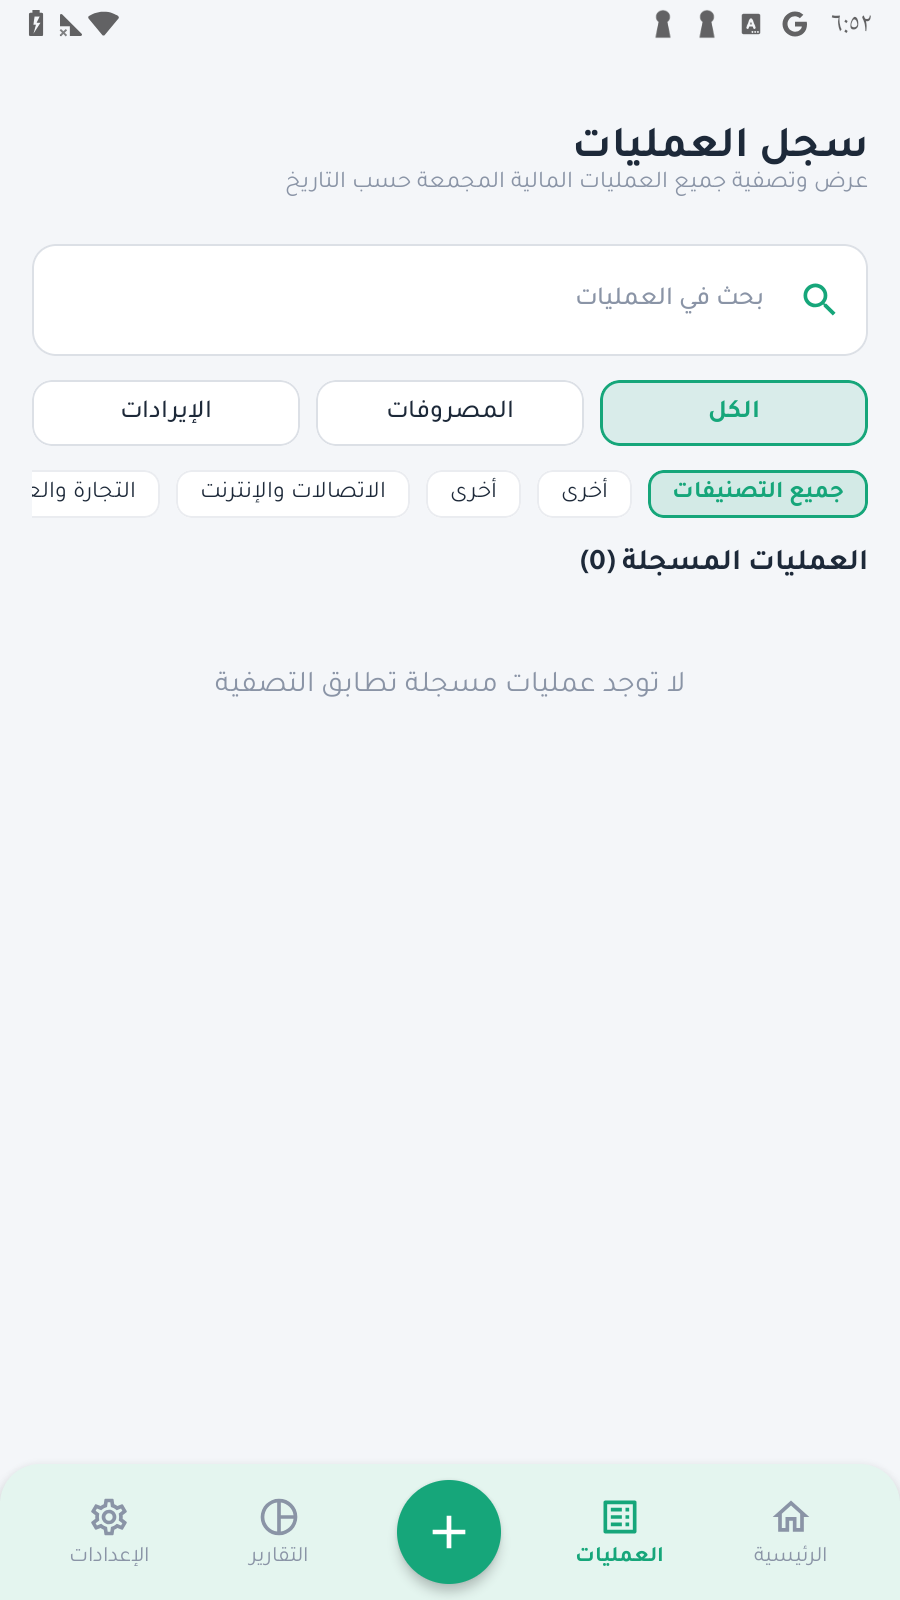 ٦:٥٢
سجل العمليات
عرض وتصفية جميع العمليات المالية المجمعة حسب التاريخ
بحث في العمليات
الكل
المصروفات
الإيرادات
جميع التصنيفات
أخرى
أخرى
الاتصالات والإنترنت
التجارة والع
العمليات المسجلة (0)
لا توجد عمليات مسجلة تطابق التصفية
الرئيسية
العمليات
التقارير
الإعدادات